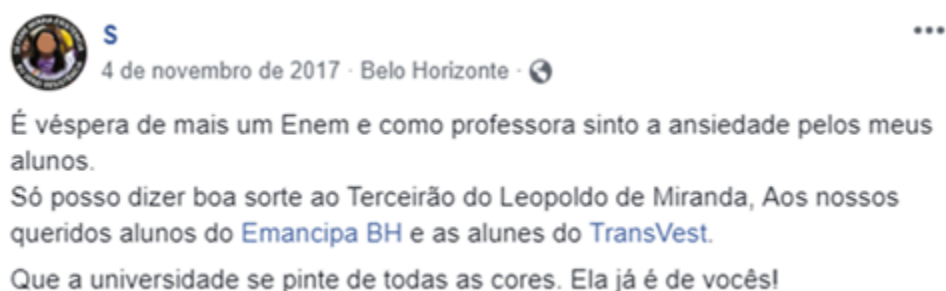 S
4 de novembro de 2017 · Belo Horizonte ·
É véspera de mais um Enem e como professora sinto a ansiedade pelos meus
alunos.
Só posso dizer boa sorte ao Terceirão do Leopoldo de Miranda, Aos nossos
queridos alunos do Emancipa BH e as alunes do TransVest.
Que a universidade se pinte de todas as cores. Ela já é de vocês!